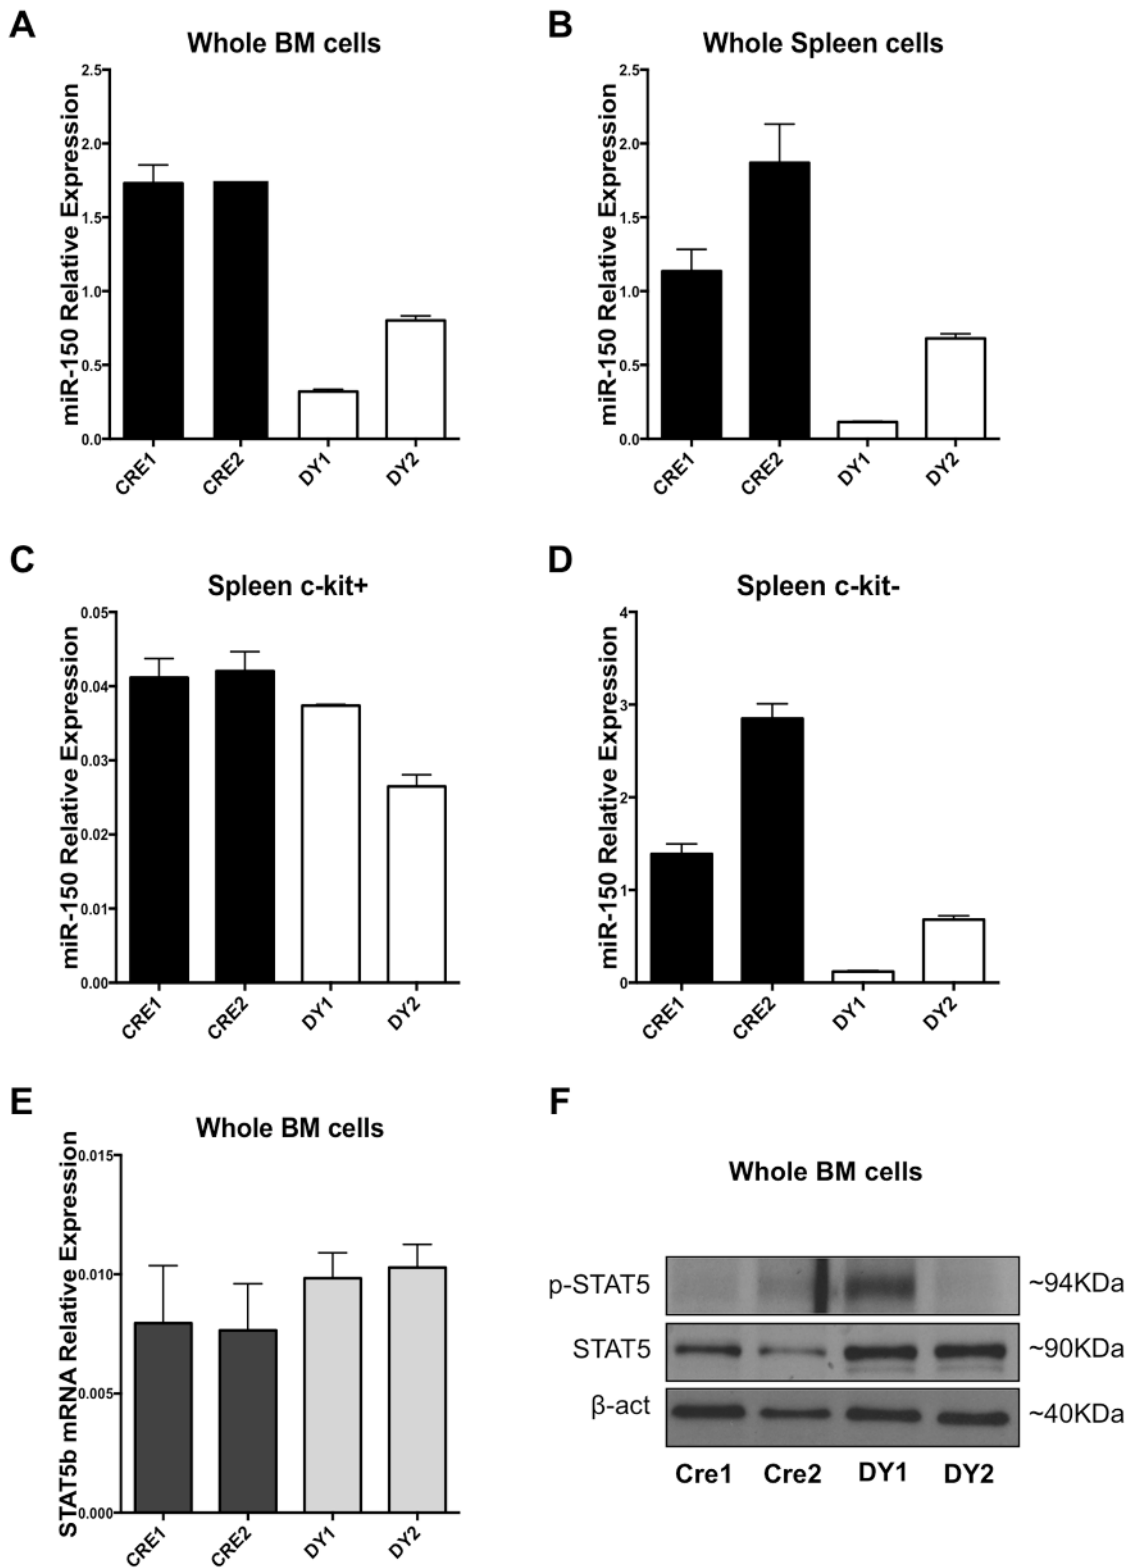 A
Whole BM cells
miR-150 Relative Expression
2.5
2.0
1.5
1.0
0.5
0.0
CRE1
CRE2
DY1
DY2
B
Whole Spleen cells
miR-150 Relative Expression
2.5
2.0
1.5
1.0
0.5
0.0
CRE1
CRE2
DY1
DY2
C
Spleen c-kit+
miR-150 Relative Expression
0.05
0.04
0.03
0.02
0.01
0.00
CRE1
CRE2
DY1
DY2
D
Spleen c-kit-
miR-150 Relative Expression
4
3
2
1
0
CRE1
CRE2
DY1
DY2
E
Whole BM cells
STAT5b mRNA Relative Expression
0.015
0.010
0.005
0.000
CRE1
CRE2
DY1
DY2
F
Whole BM cells
p-STAT5 ~94KDa
STAT5 ~90KDa
β-act ~40KDa
Cre1 Cre2 DY1 DY2